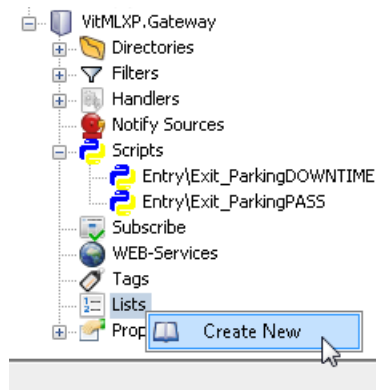 VitMLXP.Gateway
Directories
Filters
Handlers
Notify Sources
Scripts
Entry\Exit_ParkingDOWNTIME
Entry\Exit_ParkingPASS
Subscribe
WEB-Services
Tags
Lists
Prop
Create New